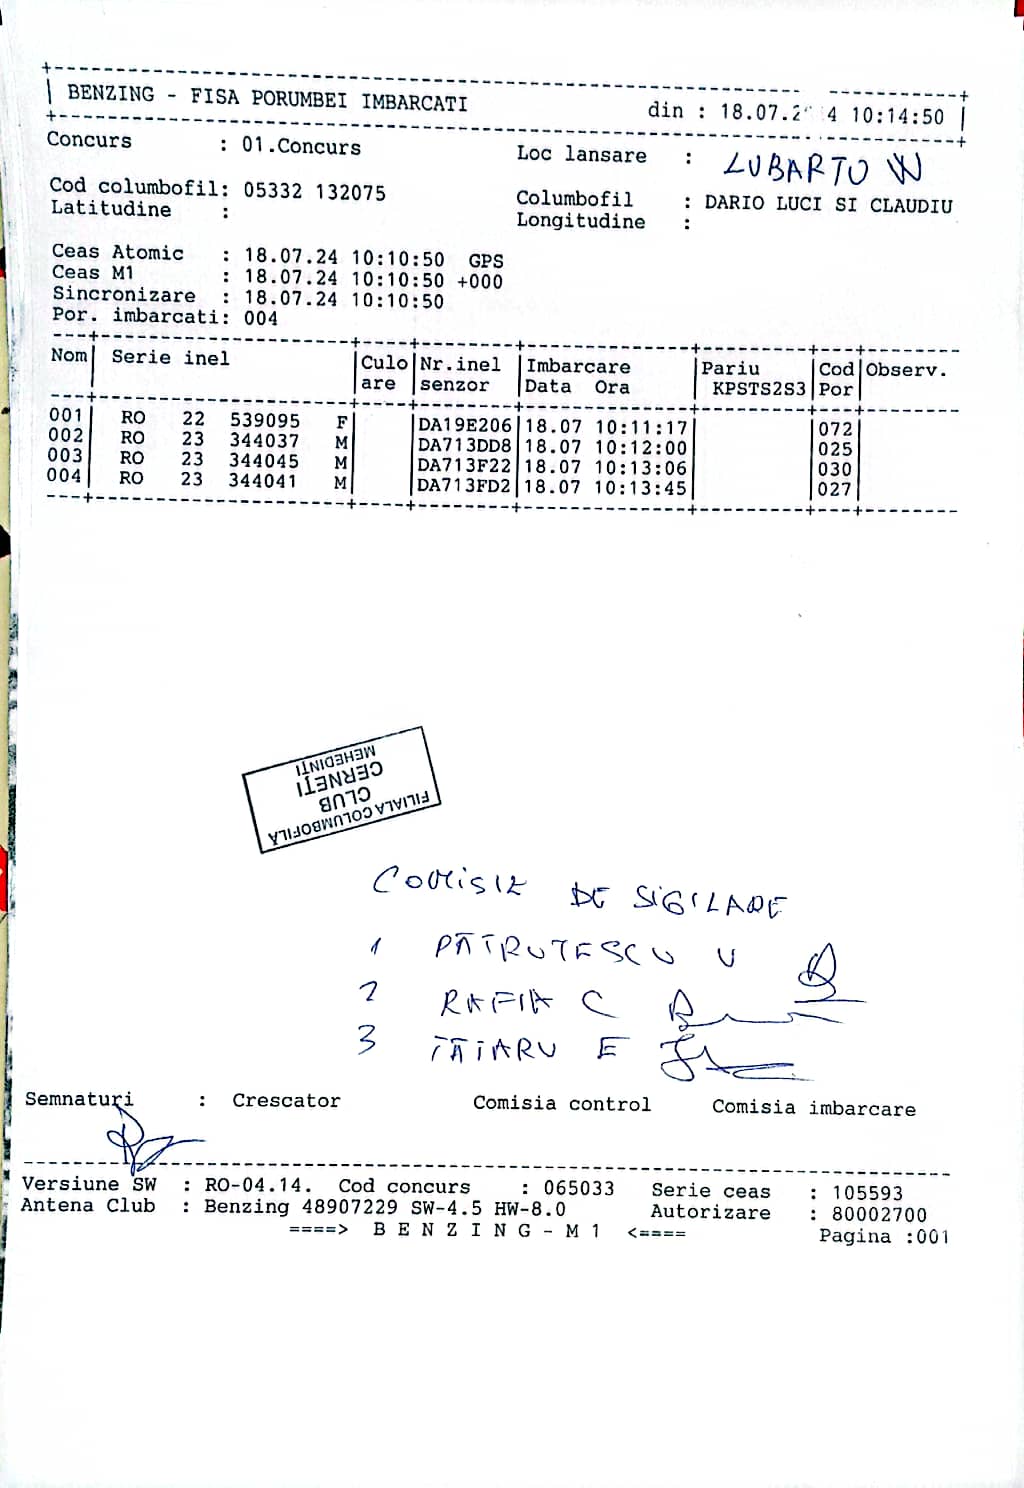 BENZING - FISA PORUMBEI IMBARCATI din : 18.07.2 4 10:14:50
Concurs : 01.Concurs Loc lansare : LUBARTOW
Cod columbofil: 05332 132075 Columbofil : DARIO LUCI SI CLAUDIU
Latitudine : Longitudine :
Ceas Atomic : 18.07.24 10:10:50 GPS
Ceas M1 : 18.07.24 10:10:50 +000
Sincronizare : 18.07.24 10:10:50
Por. imbarcati: 004
Nom Serie inel Culo Nr.inel Imbarcare Pariu Cod Observ.
are senzor Data Ora KPSTS2S3 Por
001 RO 22 539095 F DA19E206 18.07 10:11:17 072
002 RO 23 344037 M DA713DD8 18.07 10:12:00 025
003 RO 23 344045 M DA713F22 18.07 10:13:06 030
004 RO 23 344041 M DA713FD2 18.07 10:13:45 027
FILIALA COLUMBOFILA
CLUB
CERNEȚI
MEHEDINTI
COMISIE DE SIGILARE
1 PĂTRUTESCU V
2 RAFIA C
3 TĂTARU E
Semnaturi : Crescator Comisia control Comisia imbarcare
Versiune SW : RO-04.14. Cod concurs : 065033 Serie ceas : 105593
Antena Club : Benzing 48907229 SW-4.5 HW-8.0 Autorizare : 80002700
====> B E N Z I N G - M 1 <==== Pagina :001